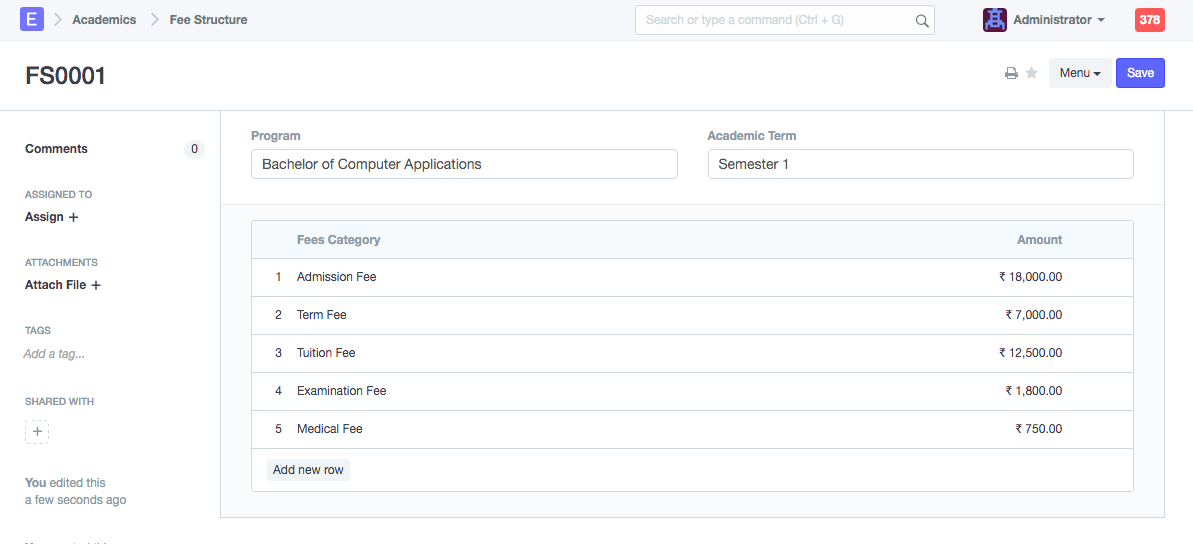 E Academics Fee Structure Search or type a command (Ctrl + G) Administrator 378
FS0001 Menu Save
Comments 0
ASSIGNED TO
Assign +
ATTACHMENTS
Attach File +
TAGS
Add a tag...
SHARED WITH
+
You edited this
a few seconds ago
Program Academic Term
Bachelor of Computer Applications Semester 1
Fees Category Amount
1 Admission Fee ₹ 18,000.00
2 Term Fee ₹ 7,000.00
3 Tuition Fee ₹ 12,500.00
4 Examination Fee ₹ 1,800.00
5 Medical Fee ₹ 750.00
Add new row